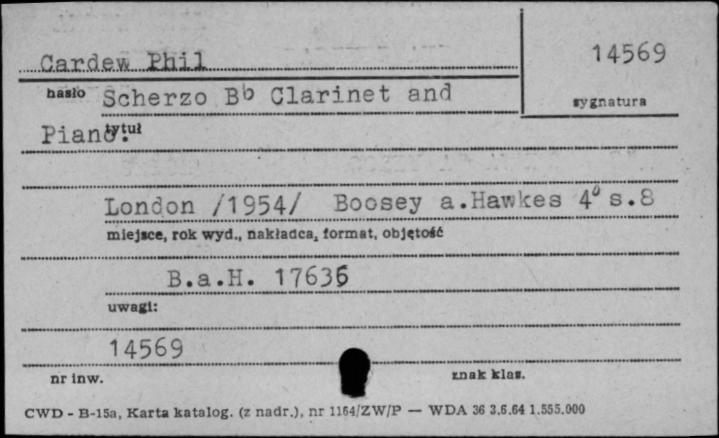 Cardew Phil
14569
hasło
sygnatura
Scherzo Bb Clarinet and
Piano.
tytuł
London /1954/ Boosey a.Hawkes 4° s.8
miejsce, rok wyd., nakładca, format, objętość
B.a.H. 17636
uwagi:
14569
nr inw.
znak klas.
CWD - B-15a, Karta katalog. (z nadr.), nr 1164/ZW/P — WDA 36 3.6.64 1.555.000